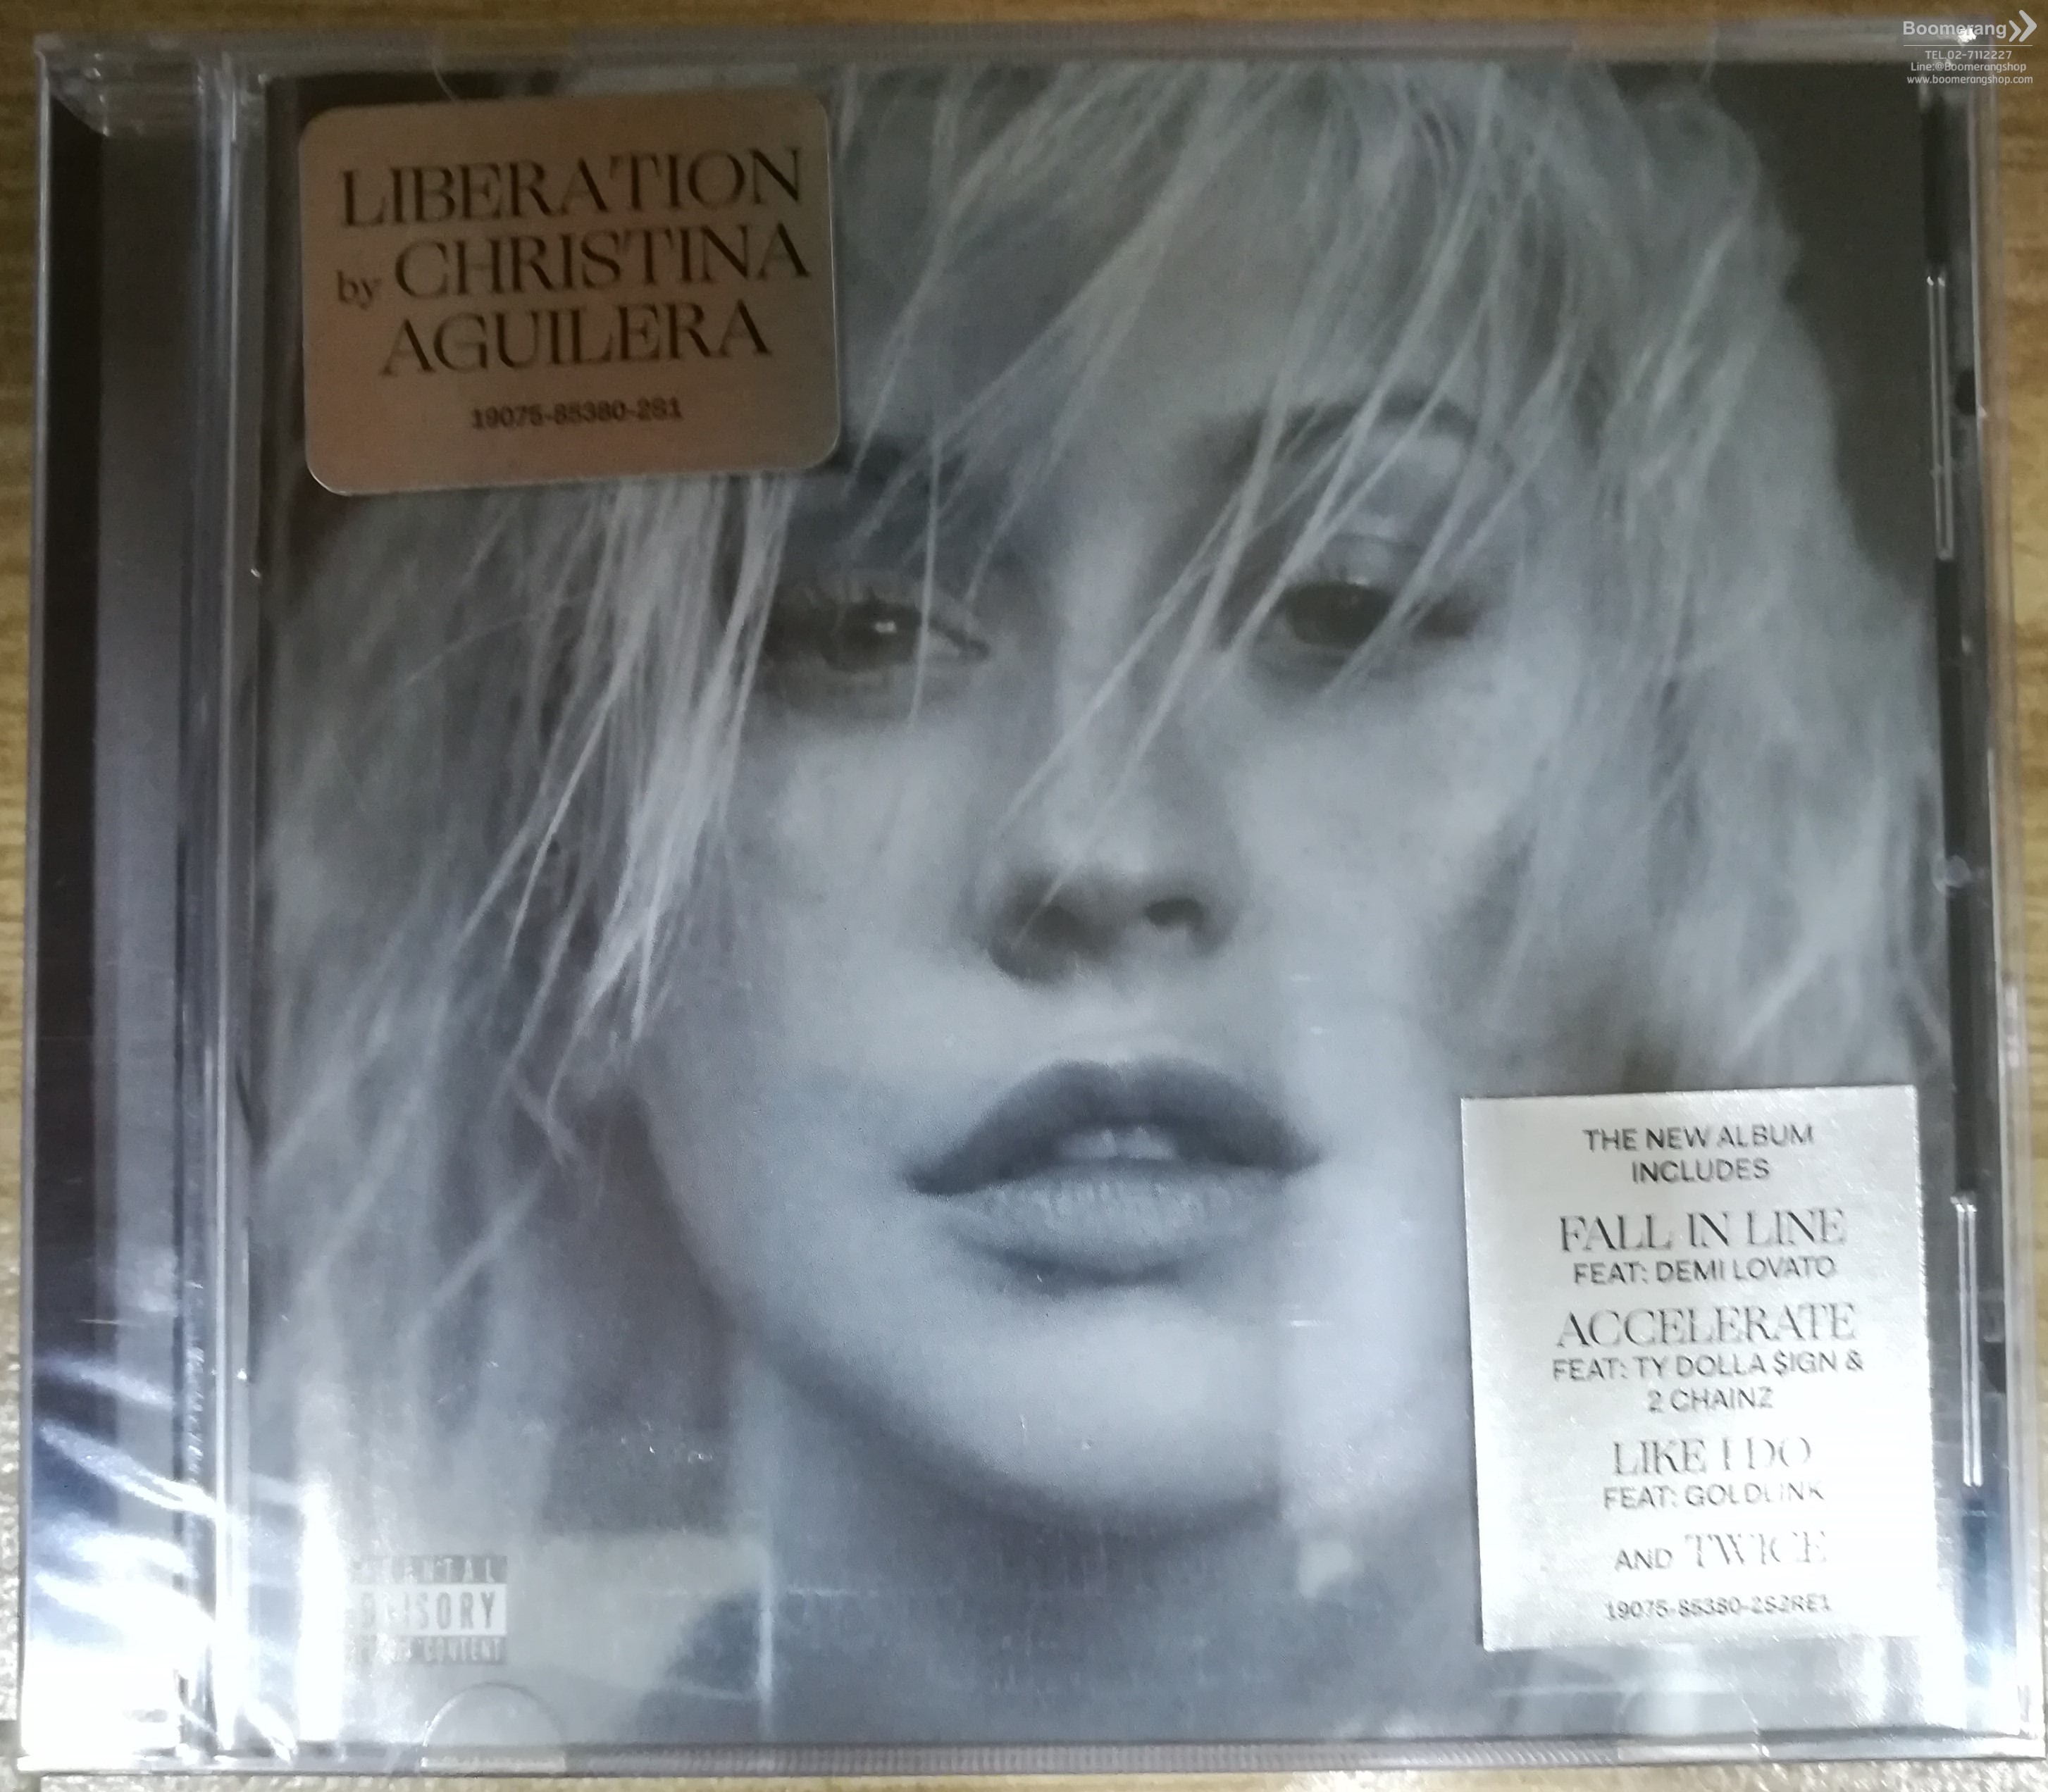 Boomerang
TEL.02-7112227
Line:@Boomerangshop
www.boomerangshop.com
LIBERATION
by CHRISTINA
AGUILERA
19075-85380-2S1
THE NEW ALBUM
INCLUDES
FALL IN LINE
FEAT: DEMI LOVATO
ACCELERATE
FEAT: TY DOLLA $IGN &
2 CHAINZ
LIKE I DO
FEAT: GOLDLINK
AND TWICE
19075-85380-2S2RE1
PARENTAL
ADVISORY
CONTENT